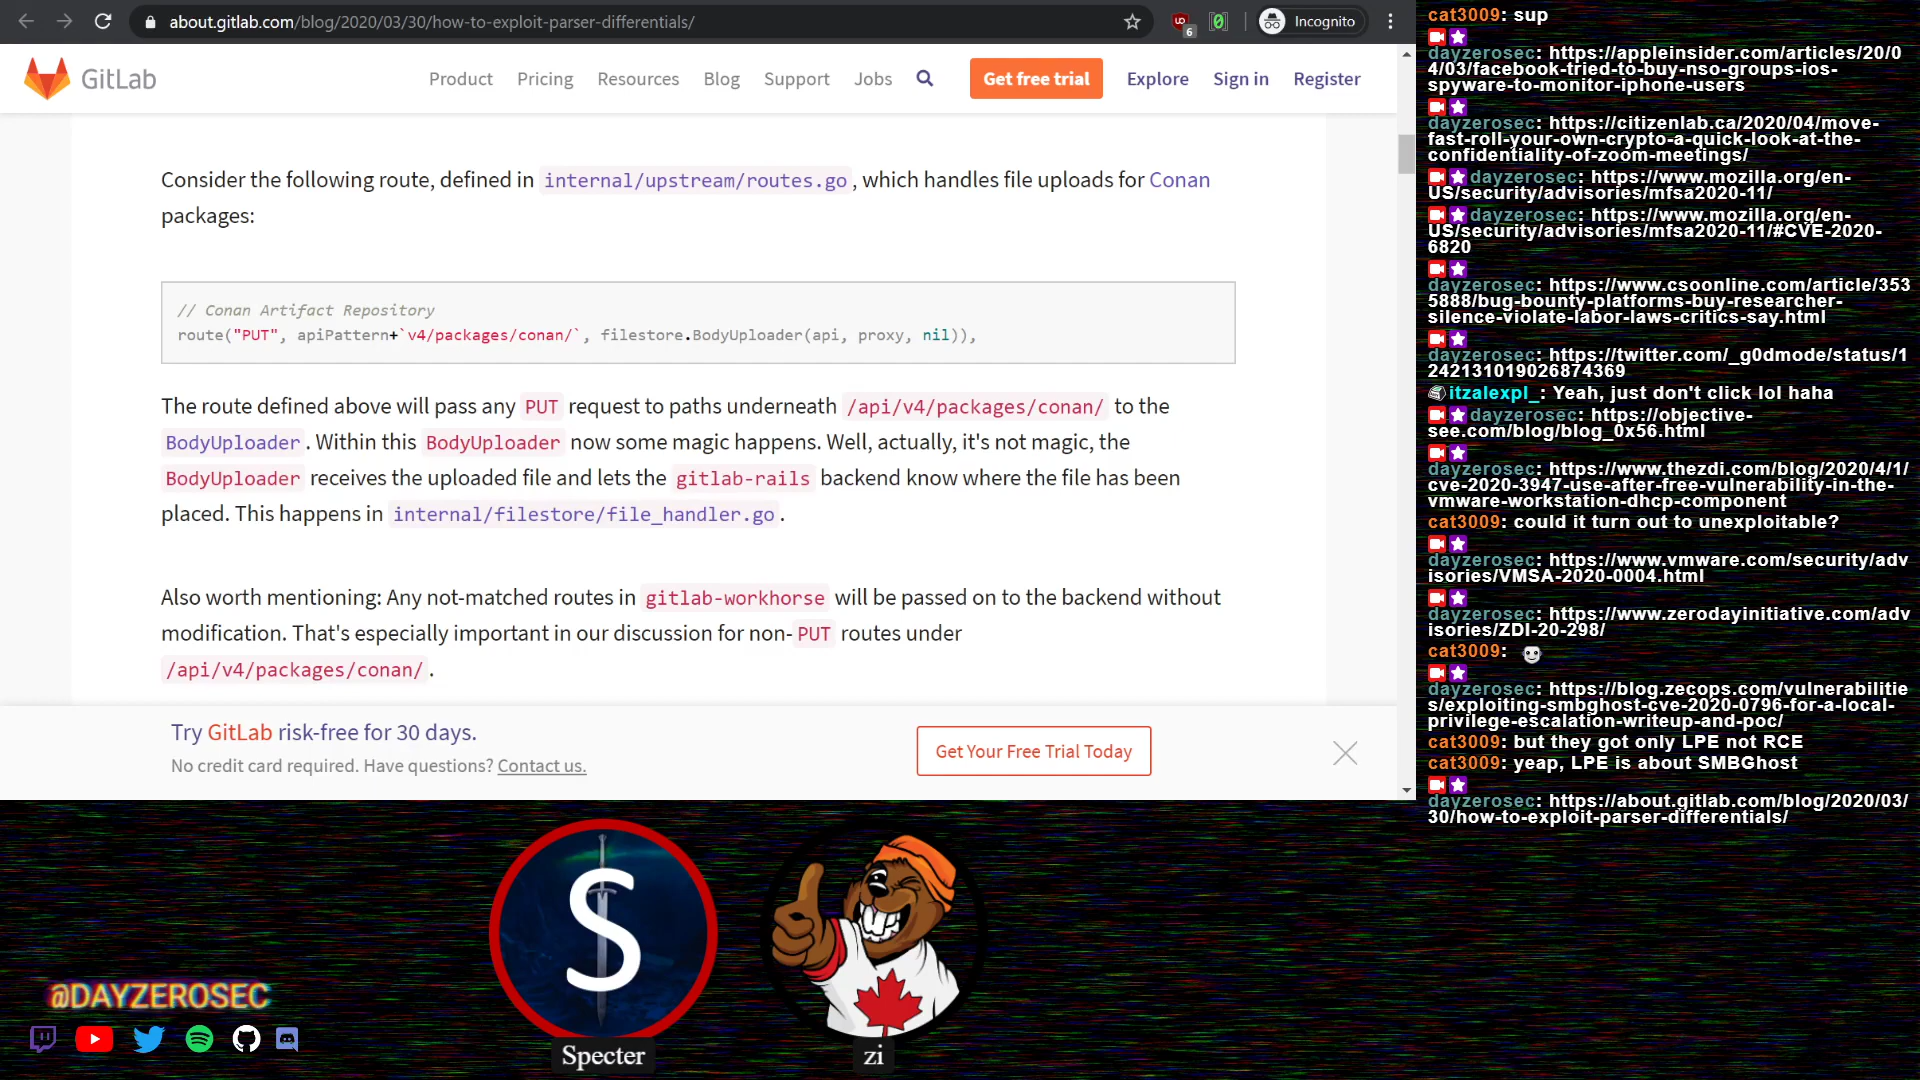 about.gitlab.com/blog/2020/03/30/how-to-exploit-parser-differentials/
6
Incognito
GitLab
Product
Pricing
Resources
Blog
Support
Jobs
Get free trial
Explore
Sign in
Register
Consider the following route, defined in internal/upstream/routes.go, which handles file uploads for Conan
packages:
// Conan Artifact Repository
route("PUT", apiPattern+`v4/packages/conan/`, filestore.BodyUploader(api, proxy, nil)),
The route defined above will pass any PUT request to paths underneath /api/v4/packages/conan/ to the
BodyUploader. Within this BodyUploader now some magic happens. Well, actually, it's not magic, the
BodyUploader receives the uploaded file and lets the gitlab-rails backend know where the file has been
placed. This happens in internal/filestore/file_handler.go.
Also worth mentioning: Any not-matched routes in gitlab-workhorse will be passed on to the backend without
modification. That's especially important in our discussion for non-PUT routes under
/api/v4/packages/conan/.
Try GitLab risk-free for 30 days.
No credit card required. Have questions? Contact us.
Get Your Free Trial Today
cat3009: sup
dayzerosec: https://appleinsider.com/articles/20/0
4/03/facebook-tried-to-buy-nso-groups-ios-
spyware-to-monitor-iphone-users
dayzerosec: https://citizenlab.ca/2020/04/move-
fast-roll-your-own-crypto-a-quick-look-at-the-
confidentiality-of-zoom-meetings/
dayzerosec: https://www.mozilla.org/en-
US/security/advisories/mfsa2020-11/
dayzerosec: https://www.mozilla.org/en-
US/security/advisories/mfsa2020-11/#CVE-2020-
6820
dayzerosec: https://www.csoonline.com/article/353
5888/bug-bounty-platforms-buy-researcher-
silence-violate-labor-laws-critics-say.html
dayzerosec: https://twitter.com/_g0dmode/status/1
242131019026874369
itzalexpl_: Yeah, just don't click lol haha
dayzerosec: https://objective-
see.com/blog/blog_0x56.html
dayzerosec: https://www.thezdi.com/blog/2020/4/1/
cve-2020-3947-use-after-free-vulnerability-in-the-
vmware-workstation-dhcp-component
cat3009: could it turn out to unexploitable?
dayzerosec: https://www.vmware.com/security/adv
isories/VMSA-2020-0004.html
dayzerosec: https://www.zerodayinitiative.com/adv
isories/ZDI-20-298/
cat3009:
dayzerosec: https://blog.zecops.com/vulnerabilitie
s/exploiting-smbghost-cve-2020-0796-for-a-local-
privilege-escalation-writeup-and-poc/
cat3009: but they got only LPE not RCE
cat3009: yeap, LPE is about SMBGhost
dayzerosec: https://about.gitlab.com/blog/2020/03/
30/how-to-exploit-parser-differentials/
@DAYZEROSEC
S
Specter
zi